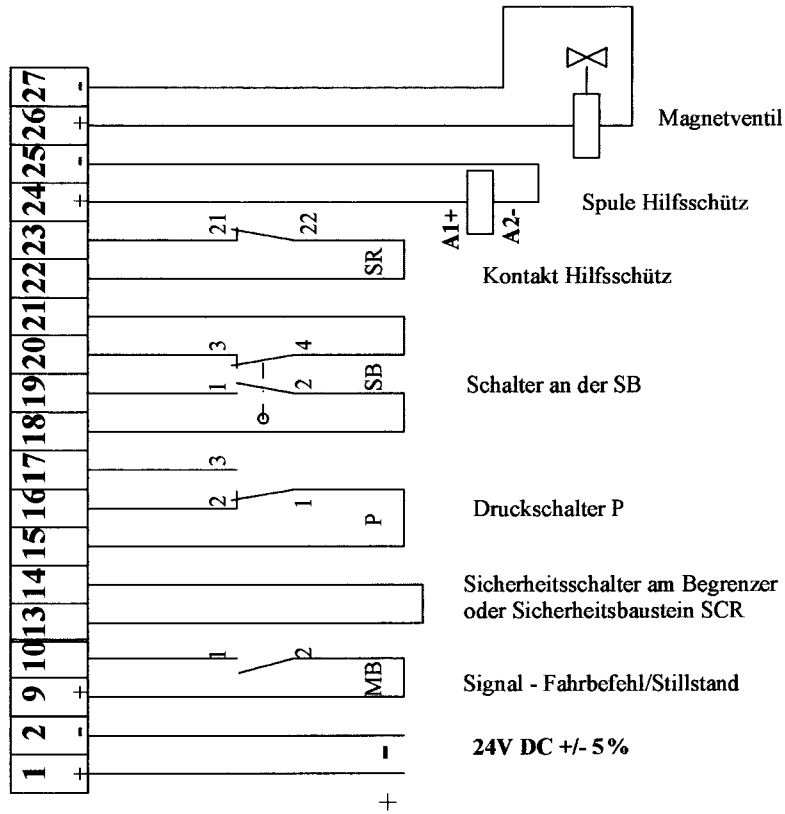 27 -
26 +
Magnetventil
25 -
24 +
A1+ A2-
Spule Hilfsschütz
23 21 22
22 SR
Kontakt Hilfsschütz
21
20 3 4
19 1 2 SB
Schalter an der SB
18
17 3
16 2 1
Druckschalter P
15 P
14
Sicherheitsschalter am Begrenzer
13
oder Sicherheitsbaustein SCR
10 1 2
9 + MB
Signal - Fahrbefehl/Stillstand
2 - -
24V DC +/- 5%
1 + +